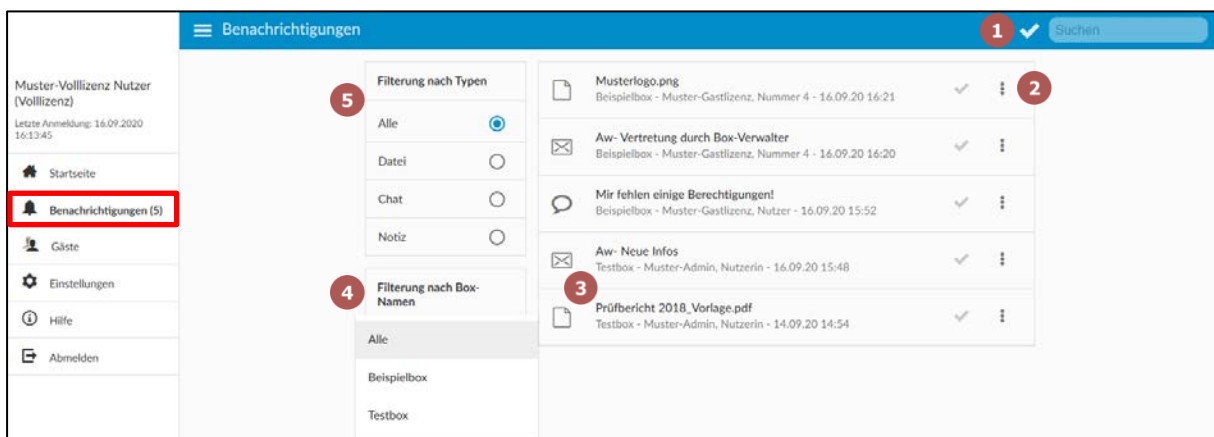 Benachrichtigungen
1
Suchen
Muster-Volllizenz Nutzer
(Volllizenz)
Letzte Anmeldung: 16.09.2020
16:13:45
Startseite
Benachrichtigungen (5)
Gäste
Einstellungen
Hilfe
Abmelden
5
Filterung nach Typen
Alle
Datei
Chat
Notiz
4
Filterung nach Box-
Namen
Alle
Beispielbox
Testbox
Musterlogo.png
Beispielbox - Muster-Gastlizenz, Nummer 4 - 16.09.20 16:21
2
Aw- Vertretung durch Box-Verwalter
Beispielbox - Muster-Gastlizenz, Nummer 4 - 16.09.20 16:20
Mir fehlen einige Berechtigungen!
Beispielbox - Muster-Gastlizenz, Nutzer - 16.09.20 15:52
Aw- Neue Infos
Testbox - Muster-Admin, Nutzerin - 16.09.20 15:48
3
Prüfbericht 2018_Vorlage.pdf
Testbox - Muster-Admin, Nutzerin - 14.09.20 14:54